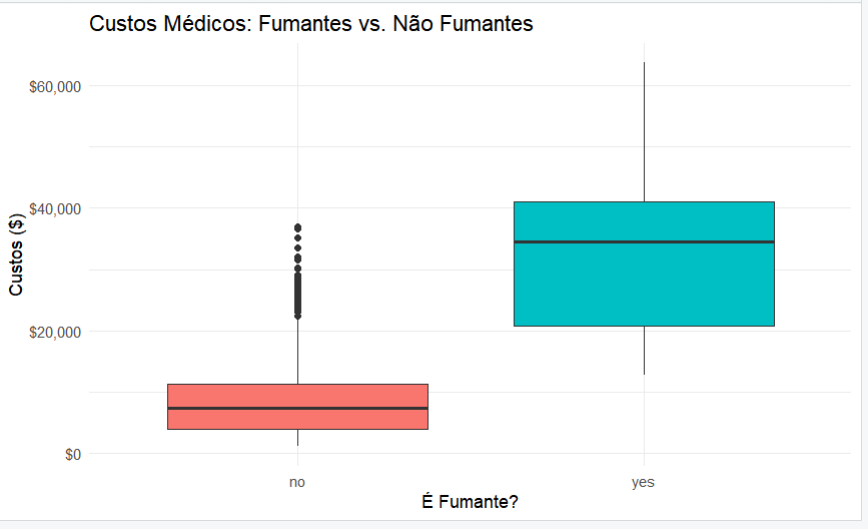 Custos Médicos: Fumantes vs. Não Fumantes
Custos ($)
$60,000
$40,000
$20,000
$0
no
yes
É Fumante?